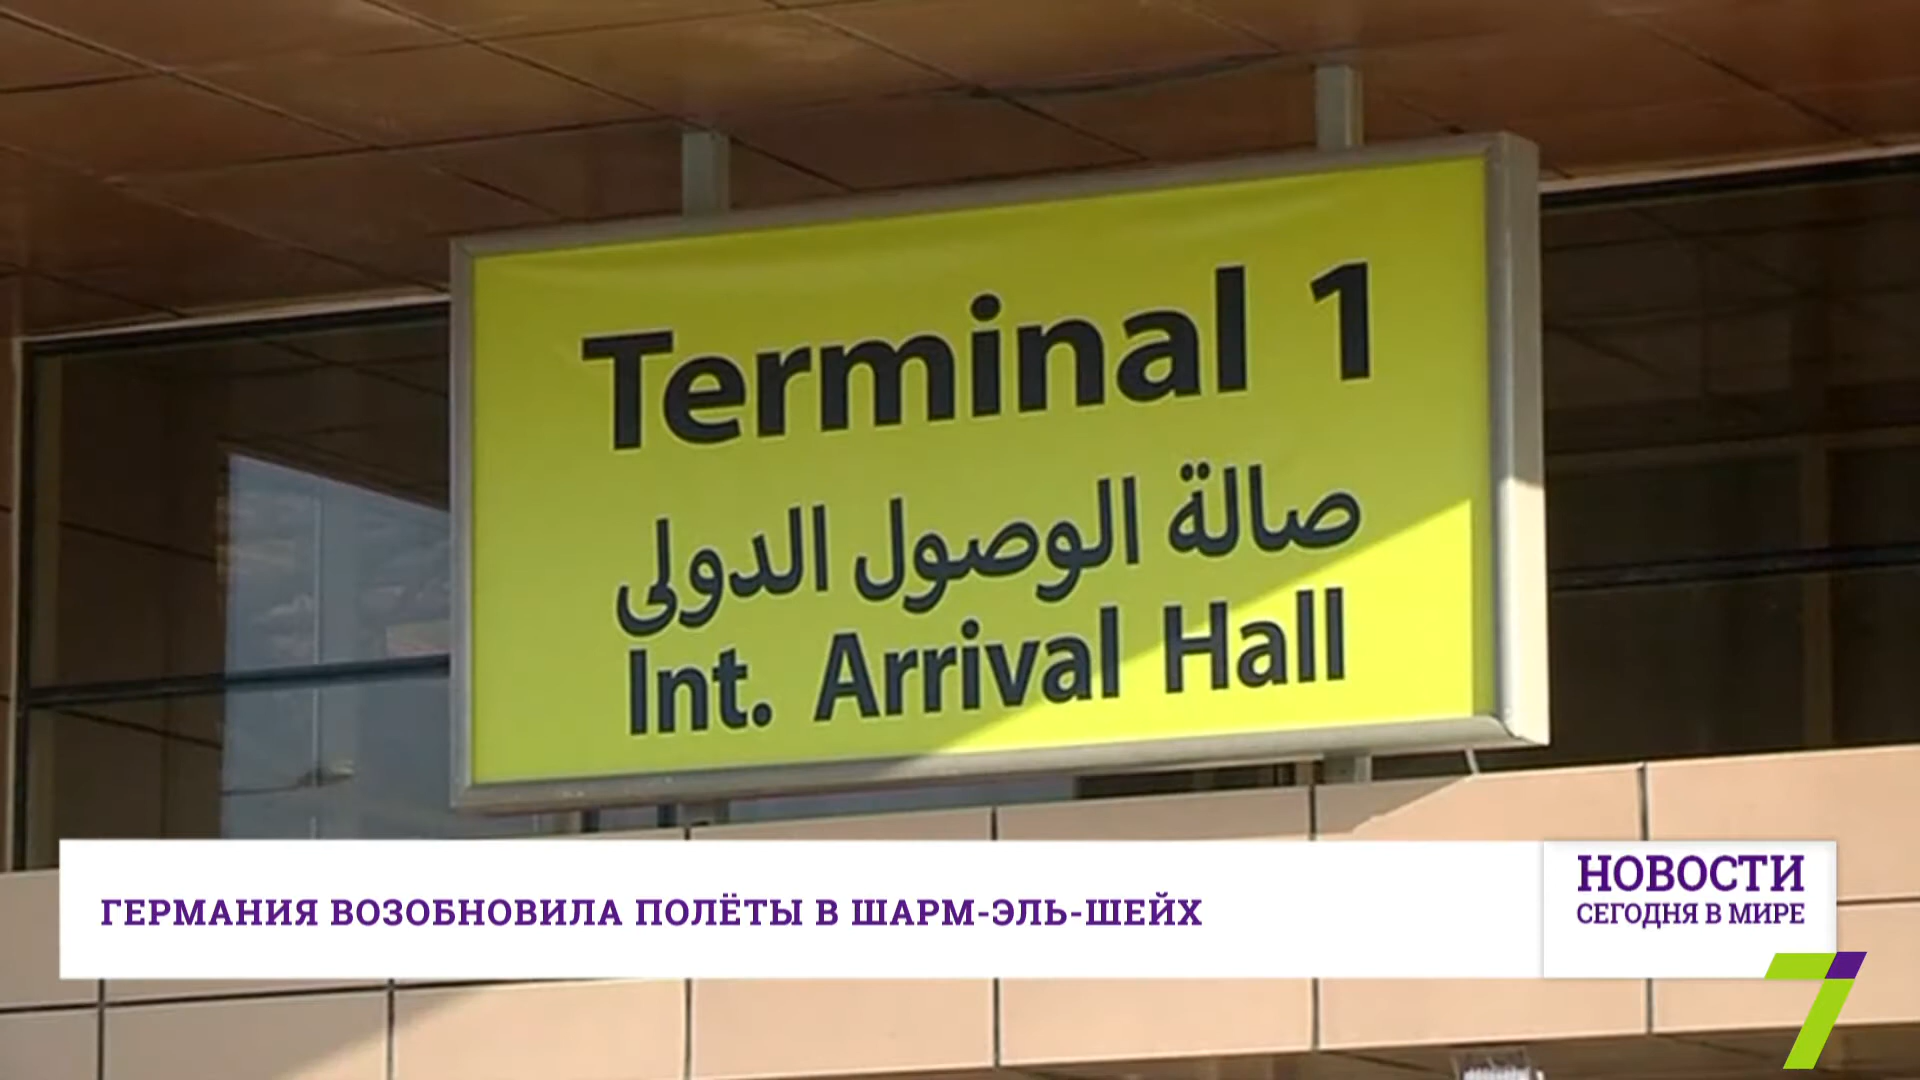 Terminal 1
صالة الوصول الدولى
Int. Arrival Hall
ГЕРМАНИЯ ВОЗОБНОВИЛА ПОЛЁТЫ В ШАРМ-ЭЛЬ-ШЕЙХ
НОВОСТИ
СЕГОДНЯ В МИРЕ
7